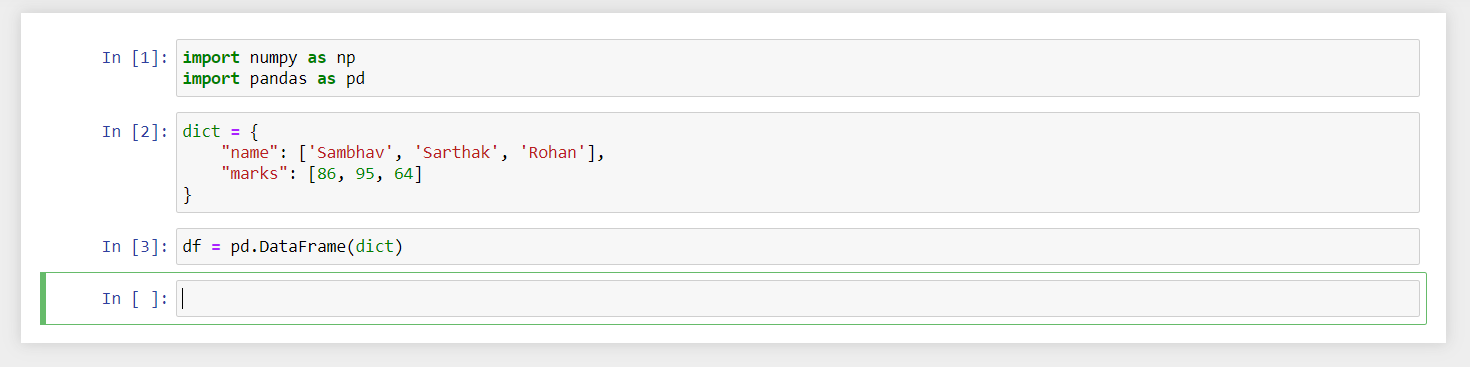 In [1]: import numpy as np
import pandas as pd
In [2]: dict = {
    "name": ['Sambhav', 'Sarthak', 'Rohan'],
    "marks": [86, 95, 64]
}
In [3]: df = pd.DataFrame(dict)
In [ ]: